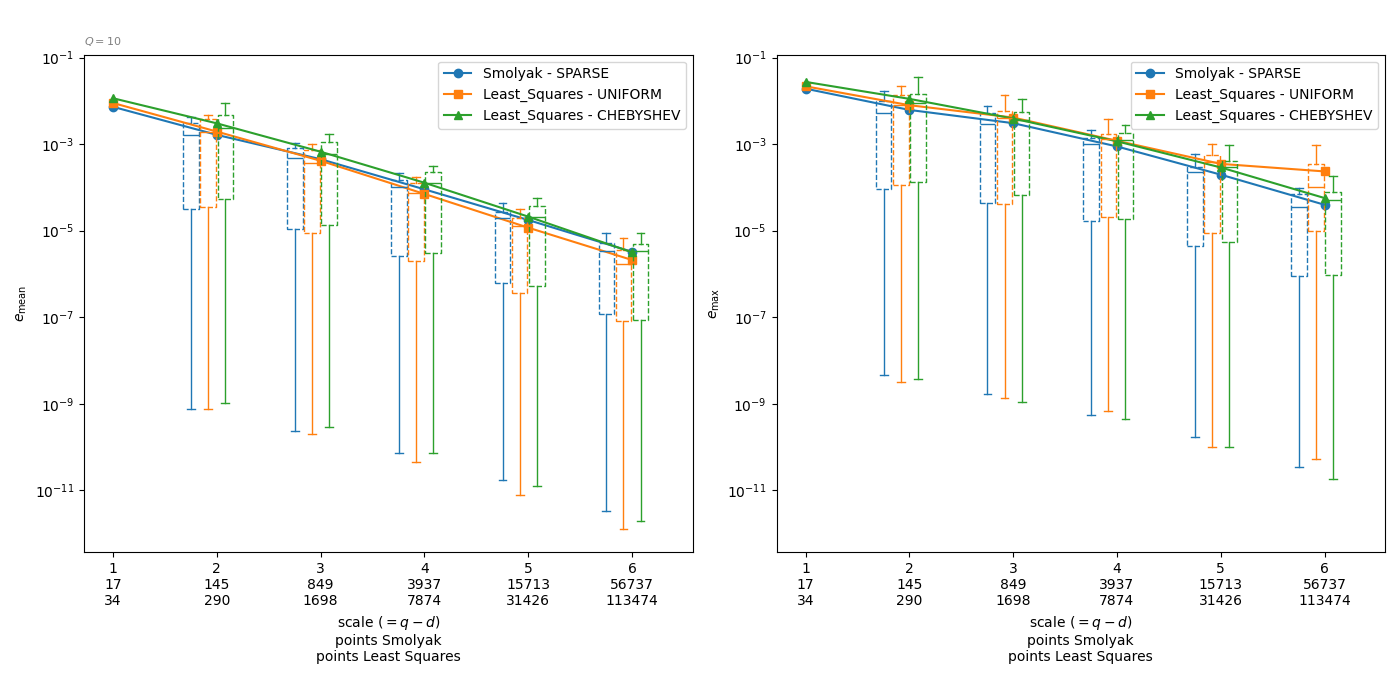 Q = 10
10⁻¹
10⁻³
10⁻⁵
10⁻⁷
10⁻⁹
10⁻¹¹
e_mean
Smolyak - SPARSE
Least_Squares - UNIFORM
Least_Squares - CHEBYSHEV
1 2 3 4 5 6
17 145 849 3937 15713 56737
34 290 1698 7874 31426 113474
scale (= q − d)
points Smolyak
points Least Squares
10⁻¹
10⁻³
10⁻⁵
10⁻⁷
10⁻⁹
10⁻¹¹
e_max
Smolyak - SPARSE
Least_Squares - UNIFORM
Least_Squares - CHEBYSHEV
1 2 3 4 5 6
17 145 849 3937 15713 56737
34 290 1698 7874 31426 113474
scale (= q − d)
points Smolyak
points Least Squares